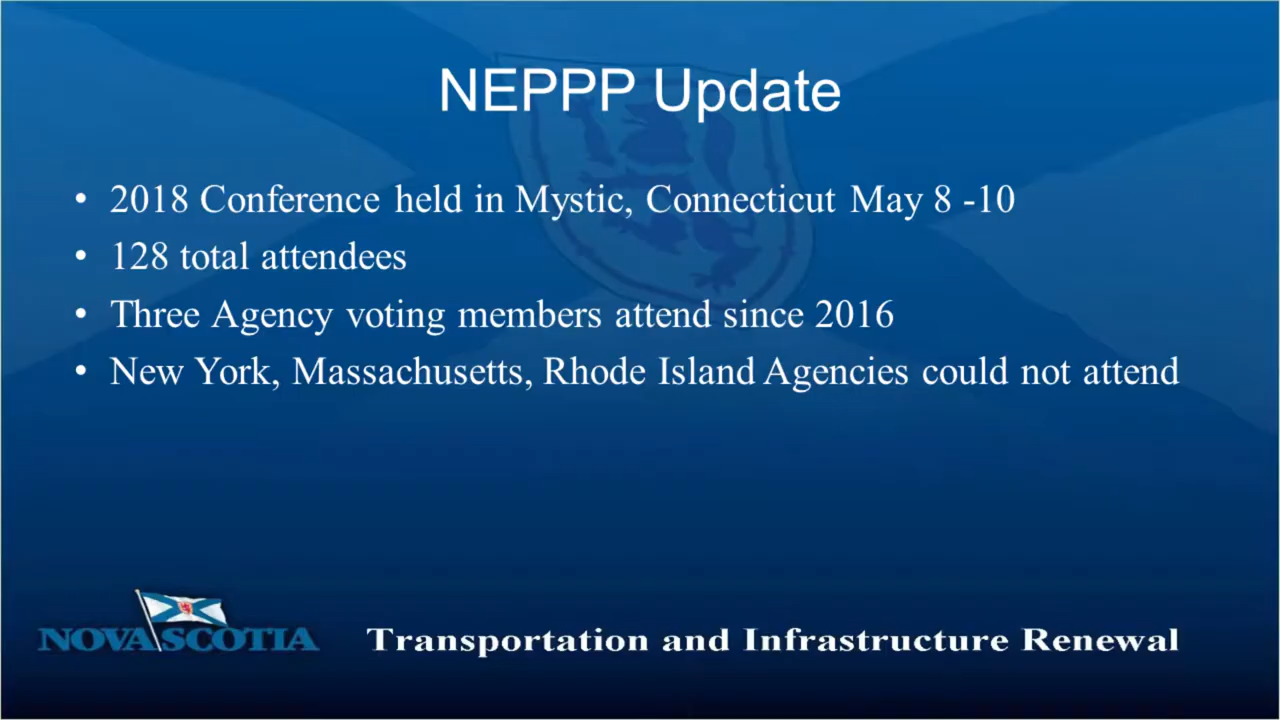 NEPPP Update
• 2018 Conference held in Mystic, Connecticut May 8 -10
• 128 total attendees
• Three Agency voting members attend since 2016
• New York, Massachusetts, Rhode Island Agencies could not attend
NOVA SCOTIA Transportation and Infrastructure Renewal